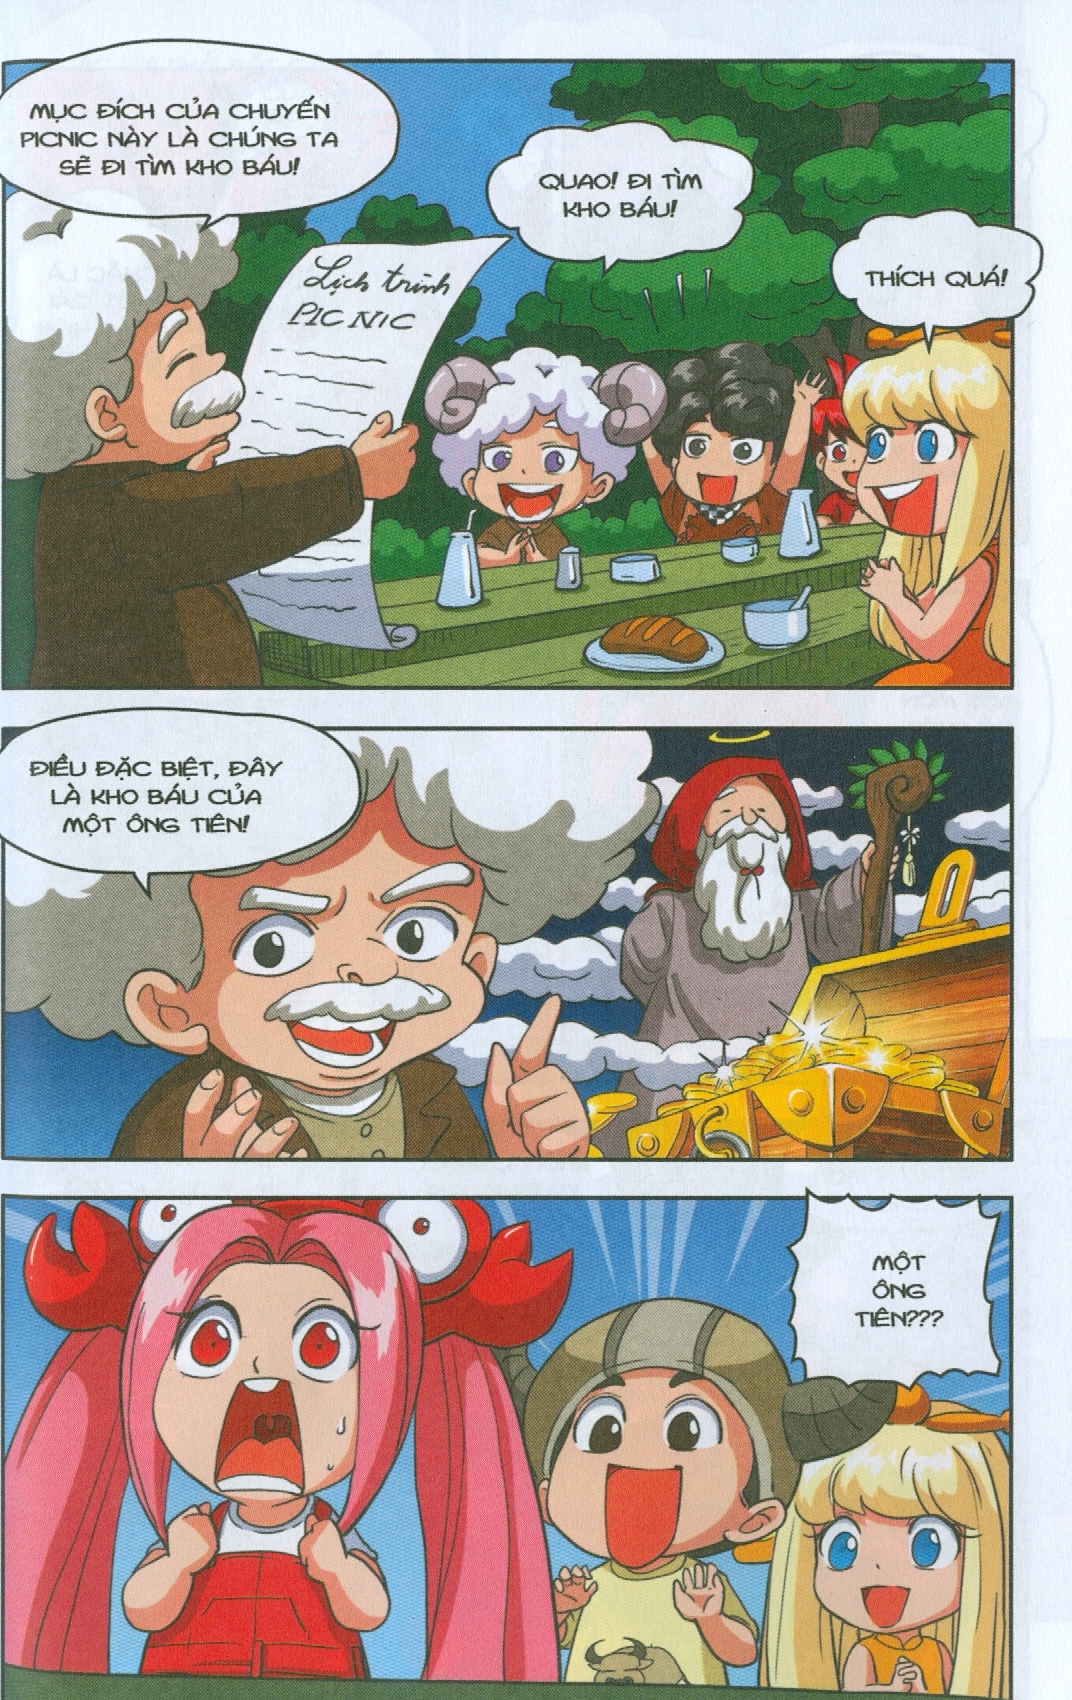 MỤC ĐÍCH CỦA CHUYẾN
PICNIC NÀY LÀ CHÚNG TA
SẼ ĐI TÌM KHO BÁU!
QUAO! ĐI TÌM
KHO BÁU!
THÍCH QUÁ!
Lịch trình
PICNIC
ĐIỀU ĐẶC BIỆT, ĐÂY
LÀ KHO BÁU CỦA
MỘT ÔNG TIÊN!
MỘT
ÔNG
TIÊN???